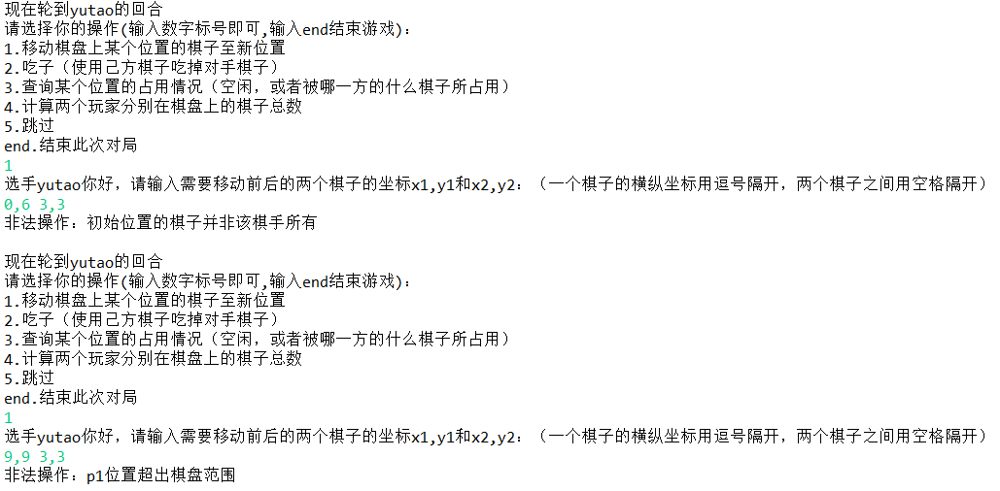 现在轮到yutao的回合
请选择你的操作(输入数字标号即可,输入end结束游戏)：
1.移动棋盘上某个位置的棋子至新位置
2.吃子（使用己方棋子吃掉对手棋子）
3.查询某个位置的占用情况（空闲，或者被哪一方的什么棋子所占用）
4.计算两个玩家分别在棋盘上的棋子总数
5.跳过
end.结束此次对局
1
选手yutao你好，请输入需要移动前后的两个棋子的坐标x1,y1和x2,y2：（一个棋子的横纵坐标用逗号隔开，两个棋子之间用空格隔开）
0,6 3,3
非法操作：初始位置的棋子并非该棋手所有
现在轮到yutao的回合
请选择你的操作(输入数字标号即可,输入end结束游戏)：
1.移动棋盘上某个位置的棋子至新位置
2.吃子（使用己方棋子吃掉对手棋子）
3.查询某个位置的占用情况（空闲，或者被哪一方的什么棋子所占用）
4.计算两个玩家分别在棋盘上的棋子总数
5.跳过
end.结束此次对局
1
选手yutao你好，请输入需要移动前后的两个棋子的坐标x1,y1和x2,y2：（一个棋子的横纵坐标用逗号隔开，两个棋子之间用空格隔开）
9,9 3,3
非法操作：p1位置超出棋盘范围